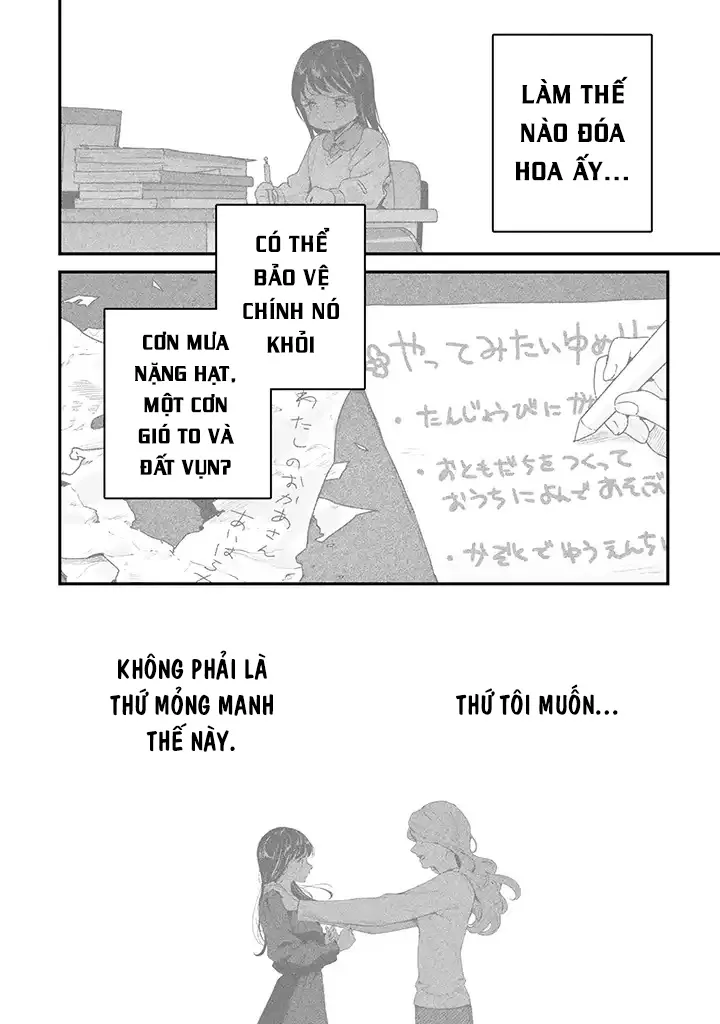 LÀM THẾ
NÀO ĐÓA
HOA ẤY...
CÓ THỂ
BẢO VỆ
CHÍNH NÓ
KHỎI
CƠN MƯA
NẶNG HẠT,
MỘT CƠN
GIÓ TO VÀ
ĐẤT VỤN?
やってみたいゆめリス
・たんじょうびにか
・おともだちをつくって
おうちによんであそぶ
・かぞくでゆうえんち
わたしのおかあさん
THỨ TÔI MUỐN...
KHÔNG PHẢI LÀ
THỨ MỎNG MANH
THẾ NÀY.